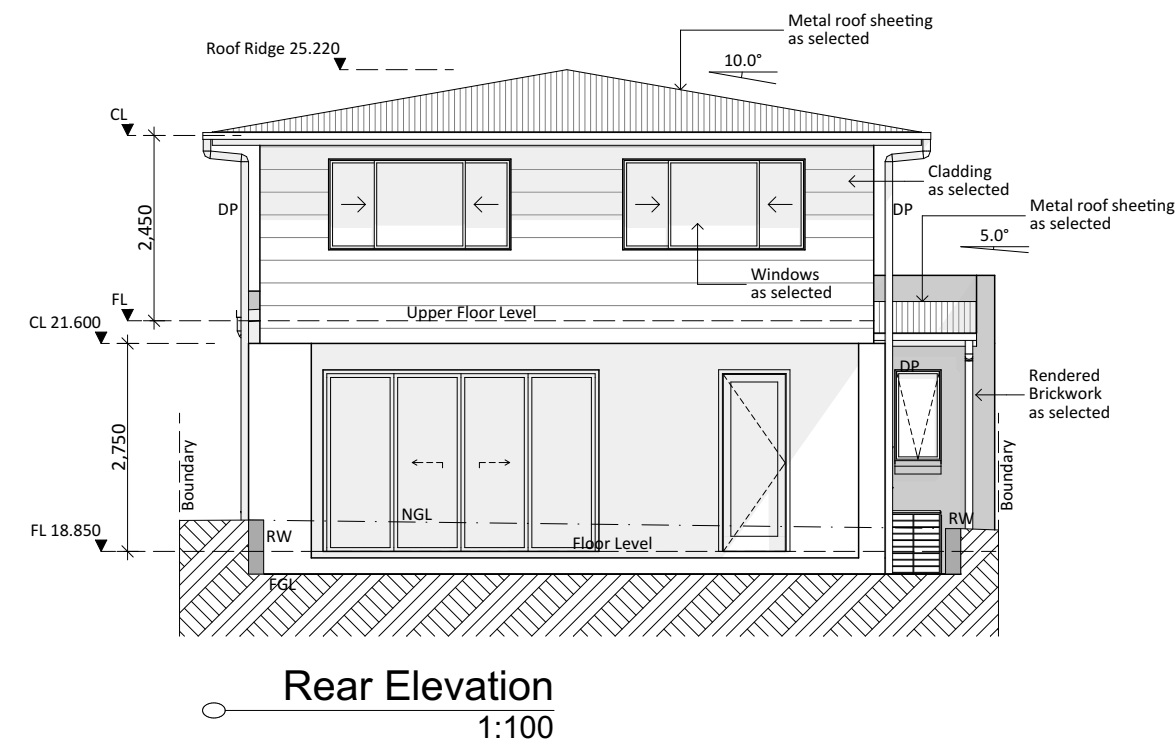 Metal roof sheeting
as selected
Roof Ridge 25.220
10.0°
CL
Cladding
as selected
DP
DP
Metal roof sheeting
as selected
2,450
5.0°
Windows
as selected
FL
Upper Floor Level
CL 21.600
DP
Rendered
Brickwork
as selected
2,750
Boundary
Boundary
NGL
RW
FL 18.850
RW
Floor Level
FGL
Rear Elevation
1:100